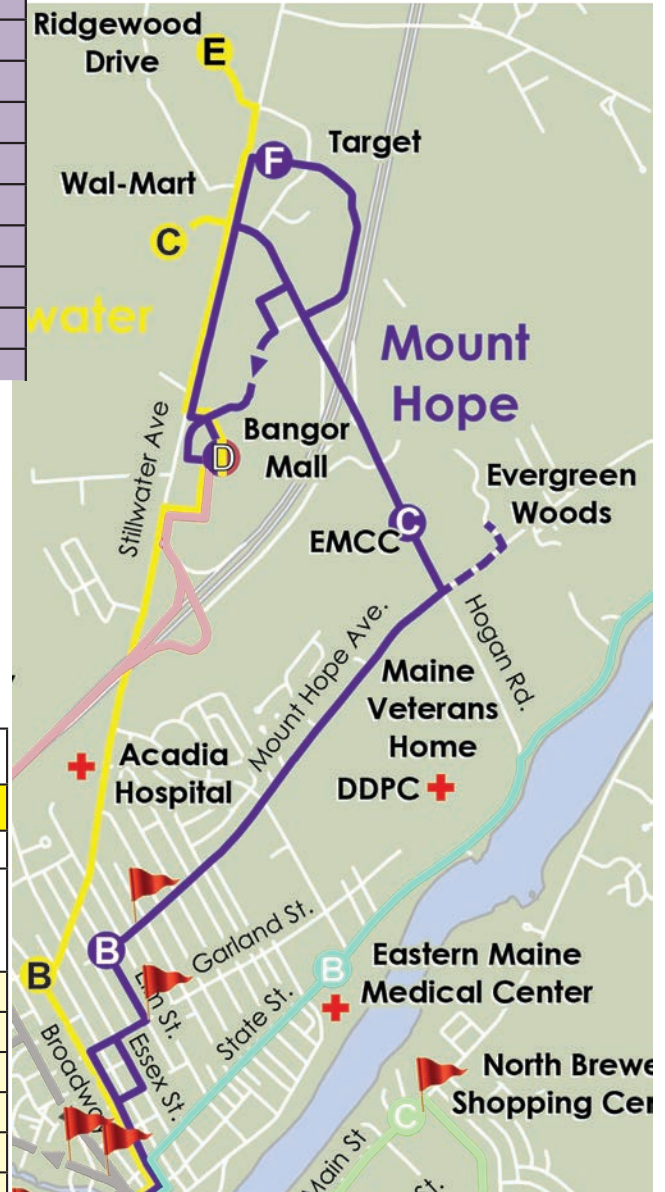 Ridgewood
Drive
E
F
Target
Wal-Mart
C
water
Mount
Hope
Stillwater Ave
Bangor
Mall
D
Evergreen
Woods
EMCC
C
Hogan Rd.
Mount Hope Ave.
Maine
Veterans
Home
DDPC
Acadia
Hospital
B
Garland St.
B
Elm St.
B
Eastern Maine
Medical Center
State St.
Essex St.
Broadway
North Brewe
Shopping Cen
C
Main St
St.